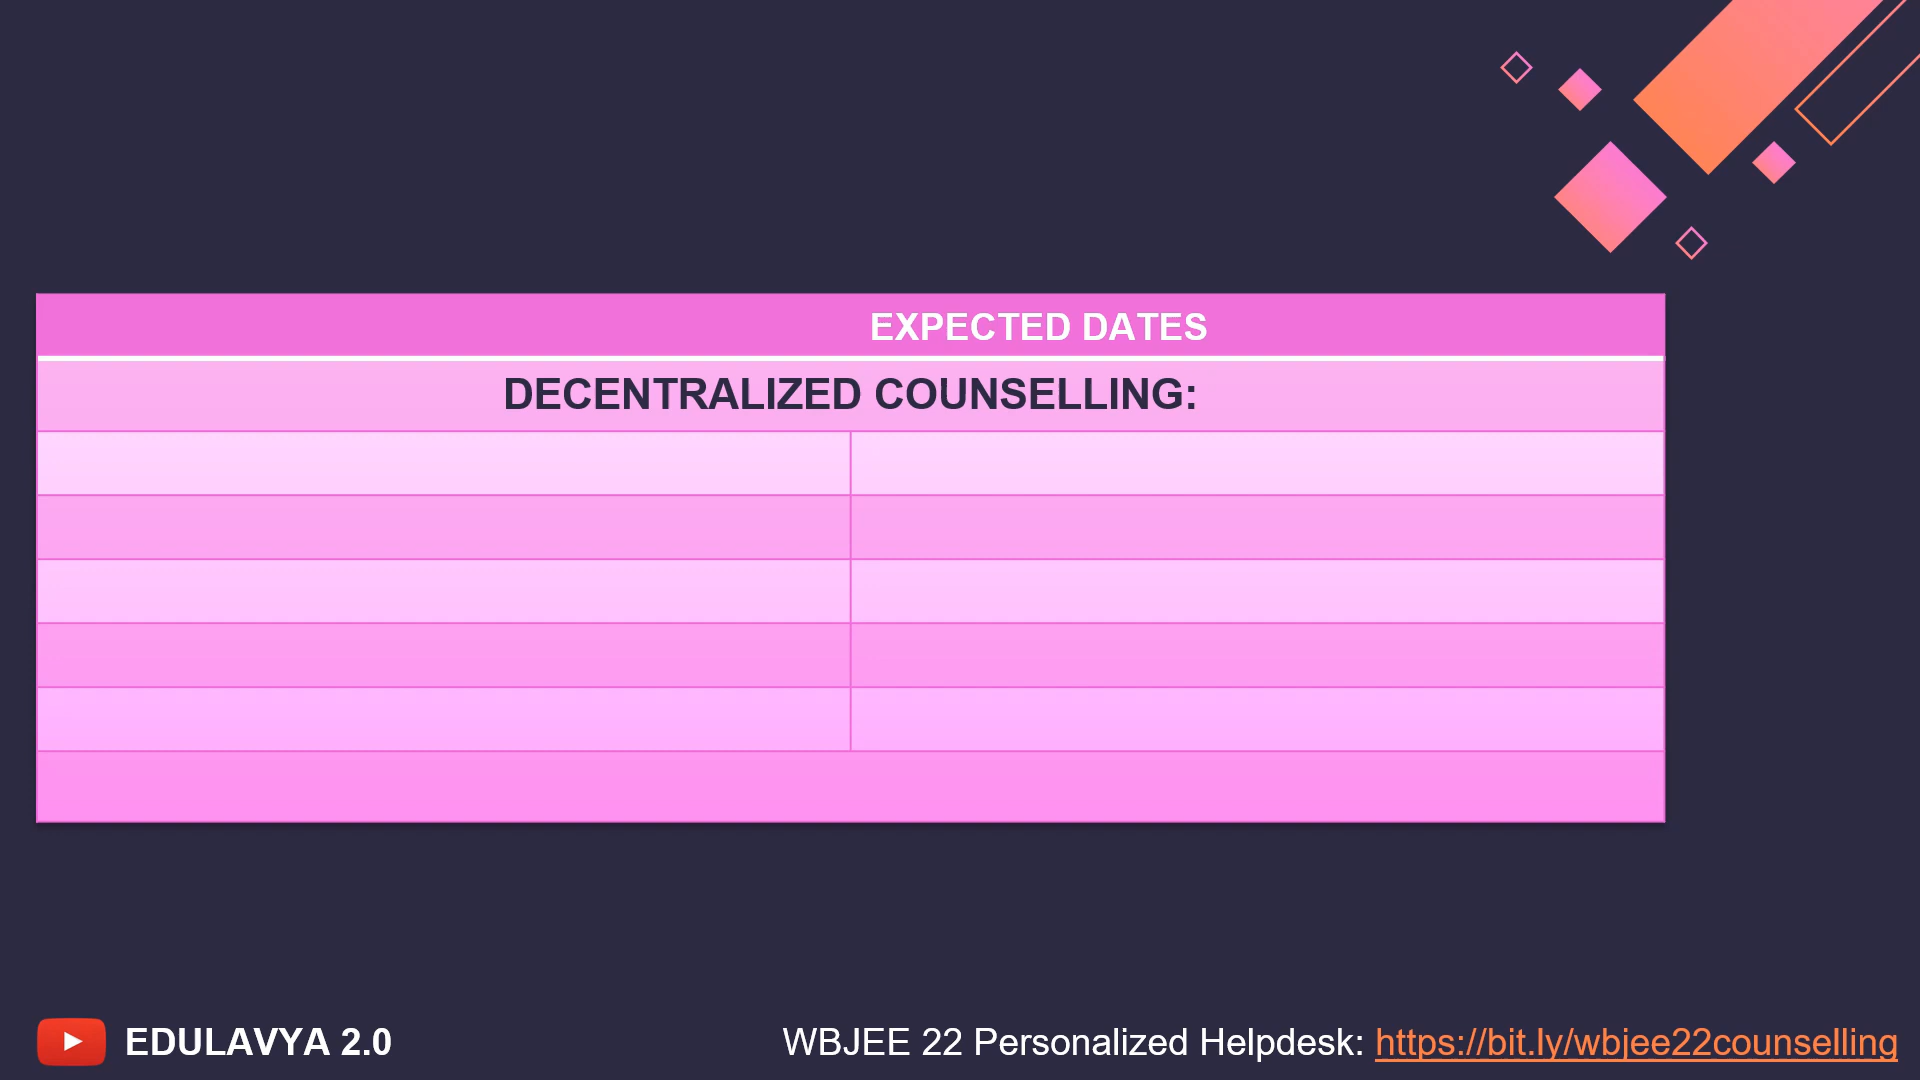 EXPECTED DATES
DECENTRALIZED COUNSELLING:
EDULAVYA 2.0
WBJEE 22 Personalized Helpdesk: https://bit.ly/wbjee22counselling